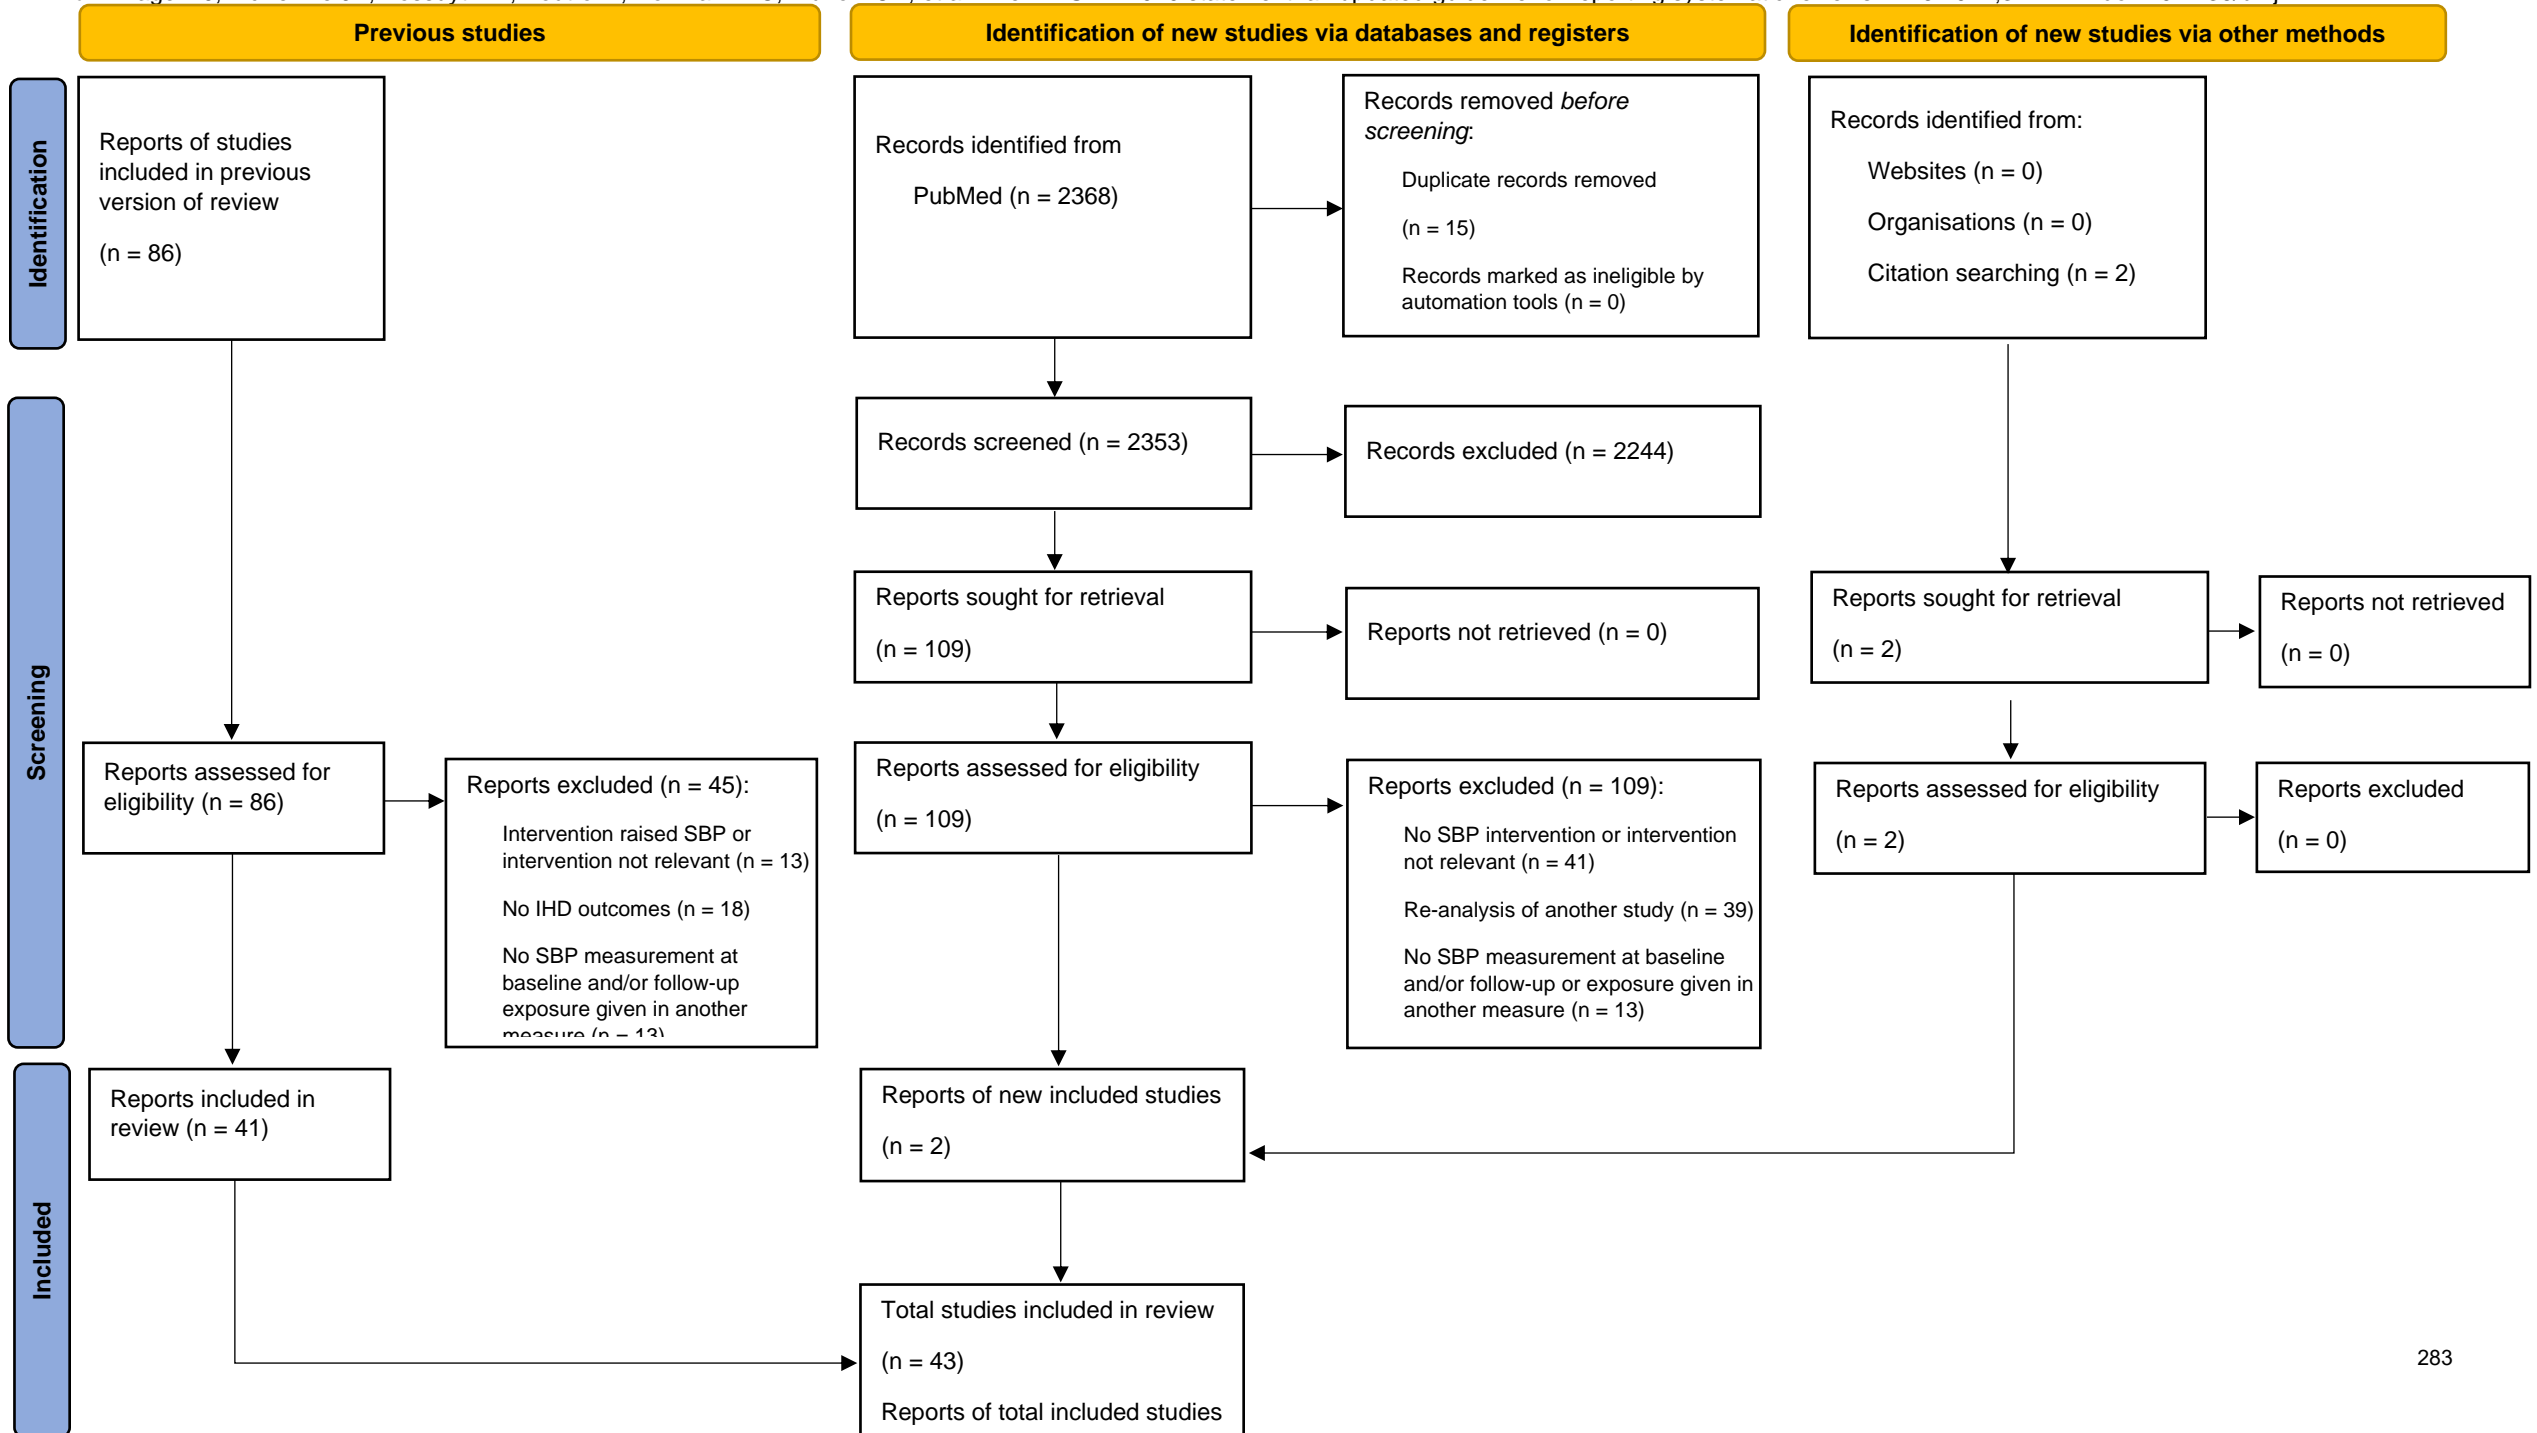 Previous studies
Identification of new studies via databases and registers
Identification of new studies via other methods
Identification
Reports of studies
included in previous
version of review
(n = 86)
Records identified from
PubMed (n = 2368)
Records removed before
screening:
Duplicate records removed
(n = 15)
Records marked as ineligible by
automation tools (n = 0)
Records identified from:
Websites (n = 0)
Organisations (n = 0)
Citation searching (n = 2)
Screening
Records screened (n = 2353)
Records excluded (n = 2244)
Reports sought for retrieval
(n = 109)
Reports not retrieved (n = 0)
Reports sought for retrieval
(n = 2)
Reports not retrieved
(n = 0)
Reports assessed for
eligibility (n = 86)
Reports excluded (n = 45):
Intervention raised SBP or
intervention not relevant (n = 13)
No IHD outcomes (n = 18)
No SBP measurement at
baseline and/or follow-up
exposure given in another
measure (n = 13)
Reports assessed for eligibility
(n = 109)
Reports excluded (n = 109):
No SBP intervention or intervention
not relevant (n = 41)
Re-analysis of another study (n = 39)
No SBP measurement at baseline
and/or follow-up or exposure given in
another measure (n = 13)
Reports assessed for eligibility
(n = 2)
Reports excluded
(n = 0)
Included
Reports included in
review (n = 41)
Reports of new included studies
(n = 2)
Total studies included in review
(n = 43)
Reports of total included studies
283